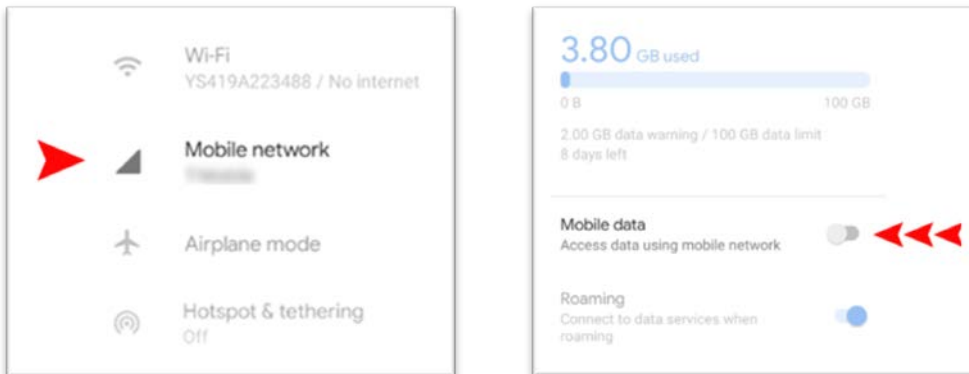 Wi-Fi
YS419A223488 / No internet
Mobile network
Airplane mode
Hotspot & tethering
Off
3.80 GB used
0 B 100 GB
2.00 GB data warning / 100 GB data limit
8 days left
Mobile data
Access data using mobile network
Roaming
Connect to data services when
roaming